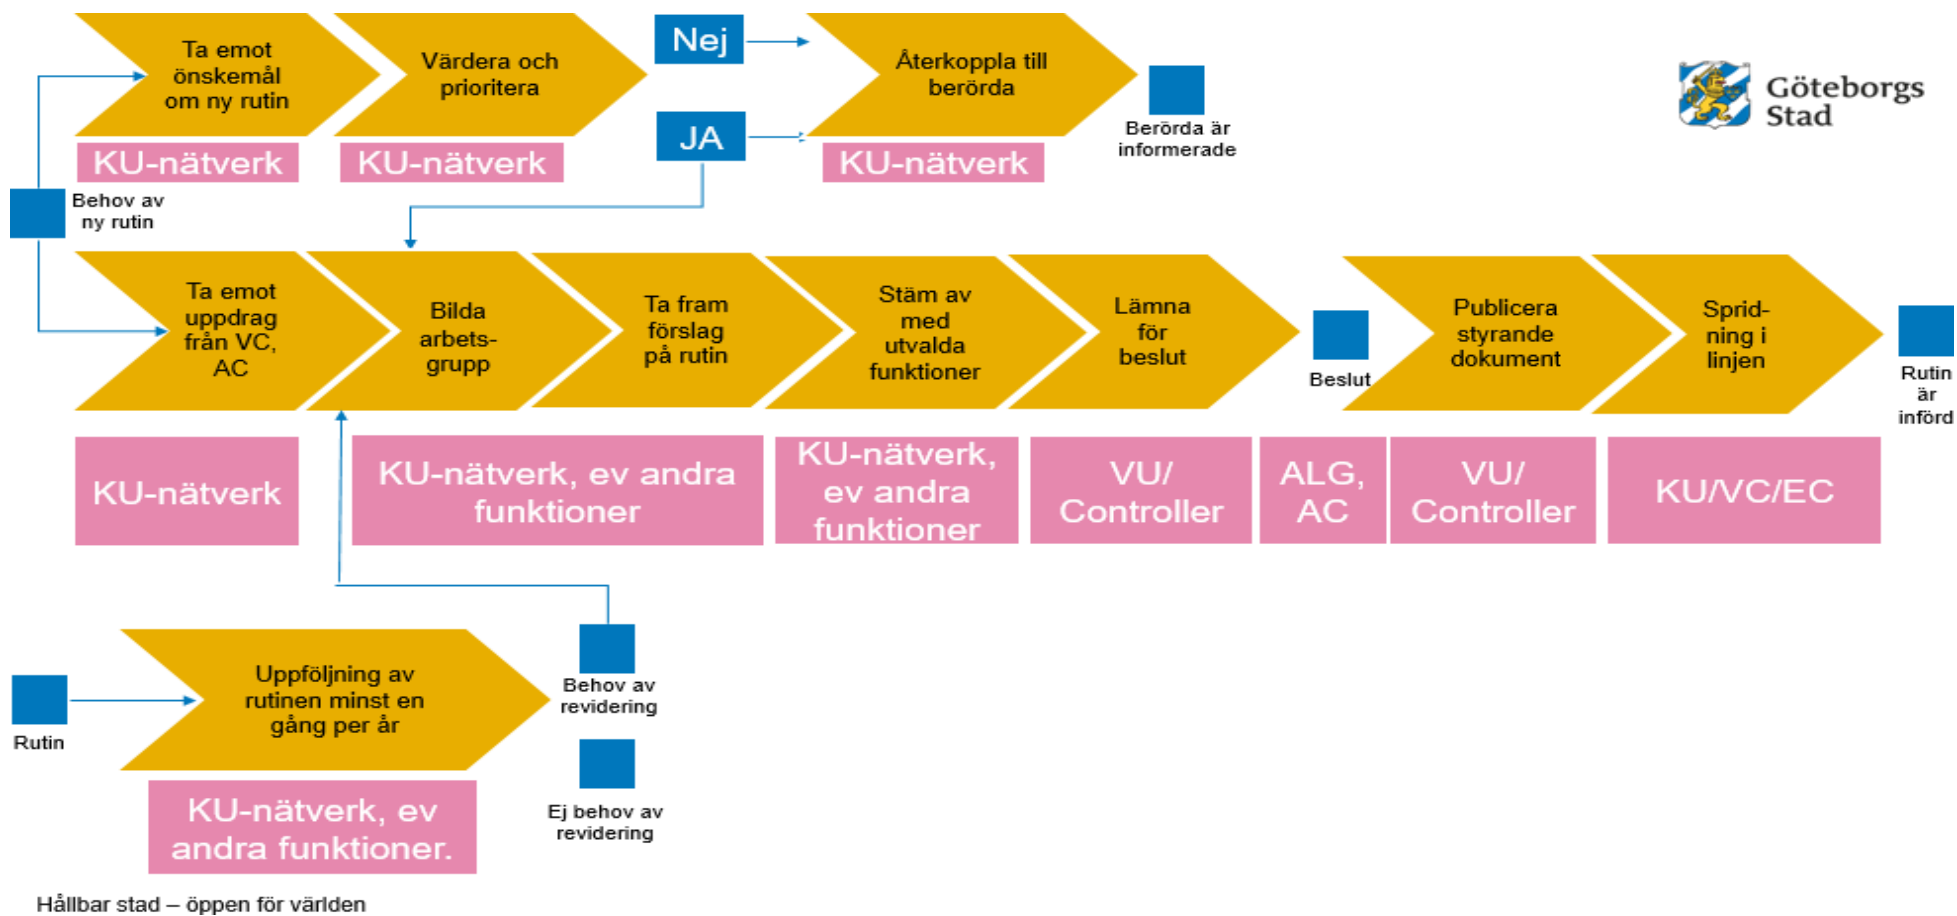 Ta emot
önskemål
om ny rutin
Värdera och
prioritera
Nej
JA
Återkoppla till
berörda
Berörda är
informerade
Göteborgs
Stad
KU-nätverk
KU-nätverk
KU-nätverk
Behov av
ny rutin
Ta emot
uppdrag
från VC,
AC
Bilda
arbets-
grupp
Ta fram
förslag
på rutin
Stäm av
med
utvalda
funktioner
Lämna
för
beslut
Beslut
Publicera
styrande
dokument
Sprid-
ning i
linjen
Rutin
är
införd
KU-nätverk
KU-nätverk, ev andra
funktioner
KU-nätverk,
ev andra
funktioner
VU/
Controller
ALG,
AC
VU/
Controller
KU/VC/EC
Rutin
Uppföljning av
rutinen minst en
gång per år
Behov av
revidering
Ej behov av
revidering
KU-nätverk, ev
andra funktioner.
Hållbar stad – öppen för världen